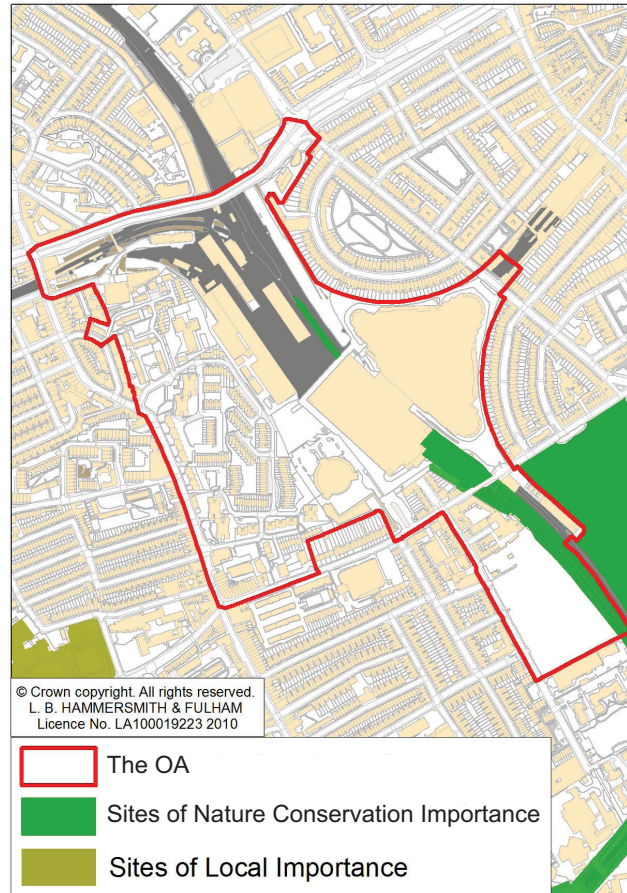 © Crown copyright. All rights reserved.
L. B. HAMMERSMITH & FULHAM
Licence No. LA100019223 2010
The OA
Sites of Nature Conservation Importance
Sites of Local Importance